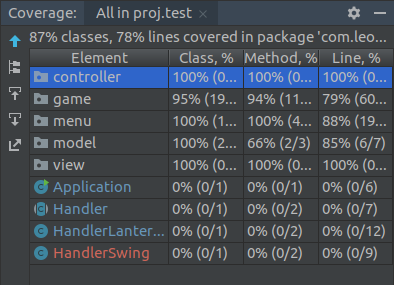 Coverage: All in proj.test
87% classes, 78% lines covered in package 'com.leo...
Element Class, % Method, % Line, %
controller 100% (0... 100% (0... 100% (0...
game 95% (19... 94% (11... 79% (60...
menu 100% (1... 100% (4... 88% (19...
model 100% (2... 66% (2/3) 85% (6/7)
view 100% (0... 100% (0... 100% (0...
Application 0% (0/1) 0% (0/1) 0% (0/6)
Handler 0% (0/1) 0% (0/2) 0% (0/7)
HandlerLanter... 0% (0/1) 0% (0/2) 0% (0/12)
HandlerSwing 0% (0/1) 0% (0/2) 0% (0/9)